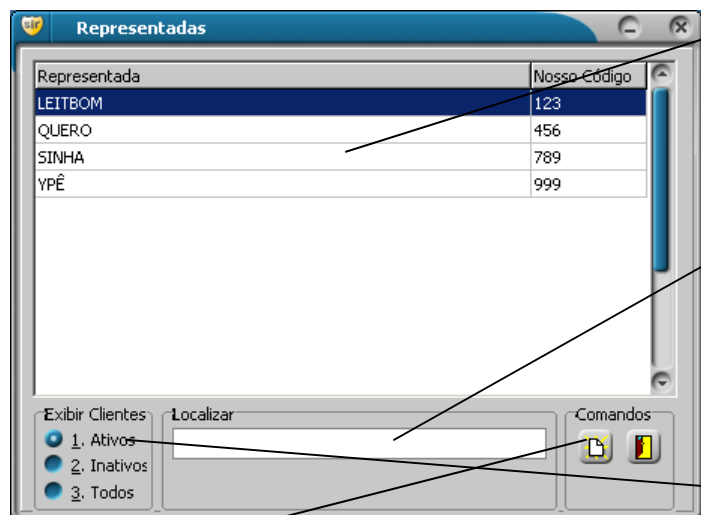 sir Representadas
Representada Nosso Código
LEITBOM 123
QUERO 456
SINHA 789
YPÊ 999
Exibir Clientes Localizar Comandos
1. Ativos
2. Inativos
3. Todos